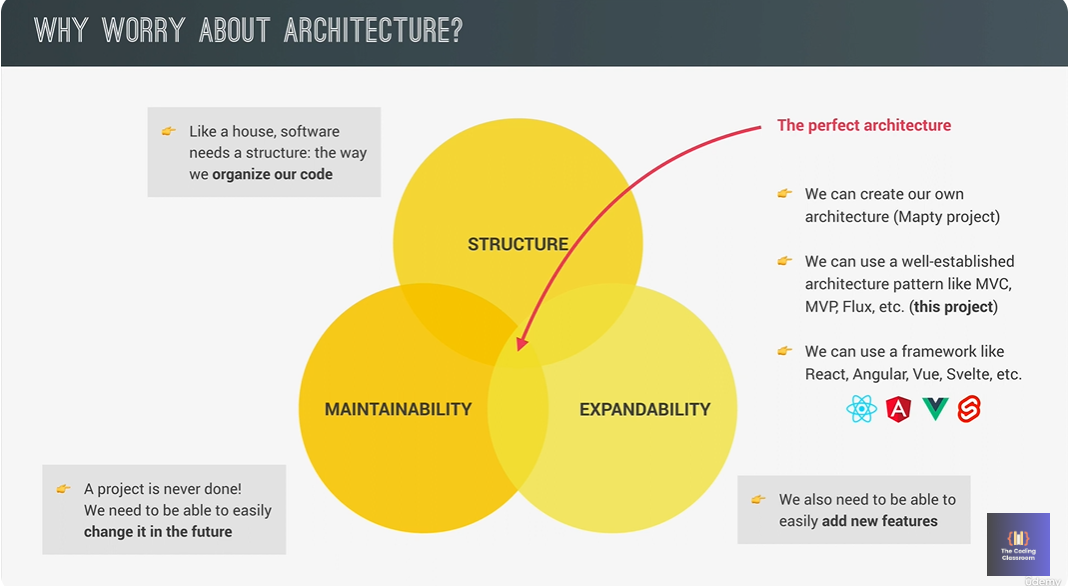 WHY WORRY ABOUT ARCHITECTURE?
👉 Like a house, software
needs a structure: the way
we organize our code
The perfect architecture
👉 We can create our own
architecture (Mapty project)
👉 We can use a well-established
architecture pattern like MVC,
MVP, Flux, etc. (this project)
👉 We can use a framework like
React, Angular, Vue, Svelte, etc.
STRUCTURE
MAINTAINABILITY
EXPANDABILITY
👉 A project is never done!
We need to be able to easily
change it in the future
👉 We also need to be able to
easily add new features
The Coding
Classroom
Udemy